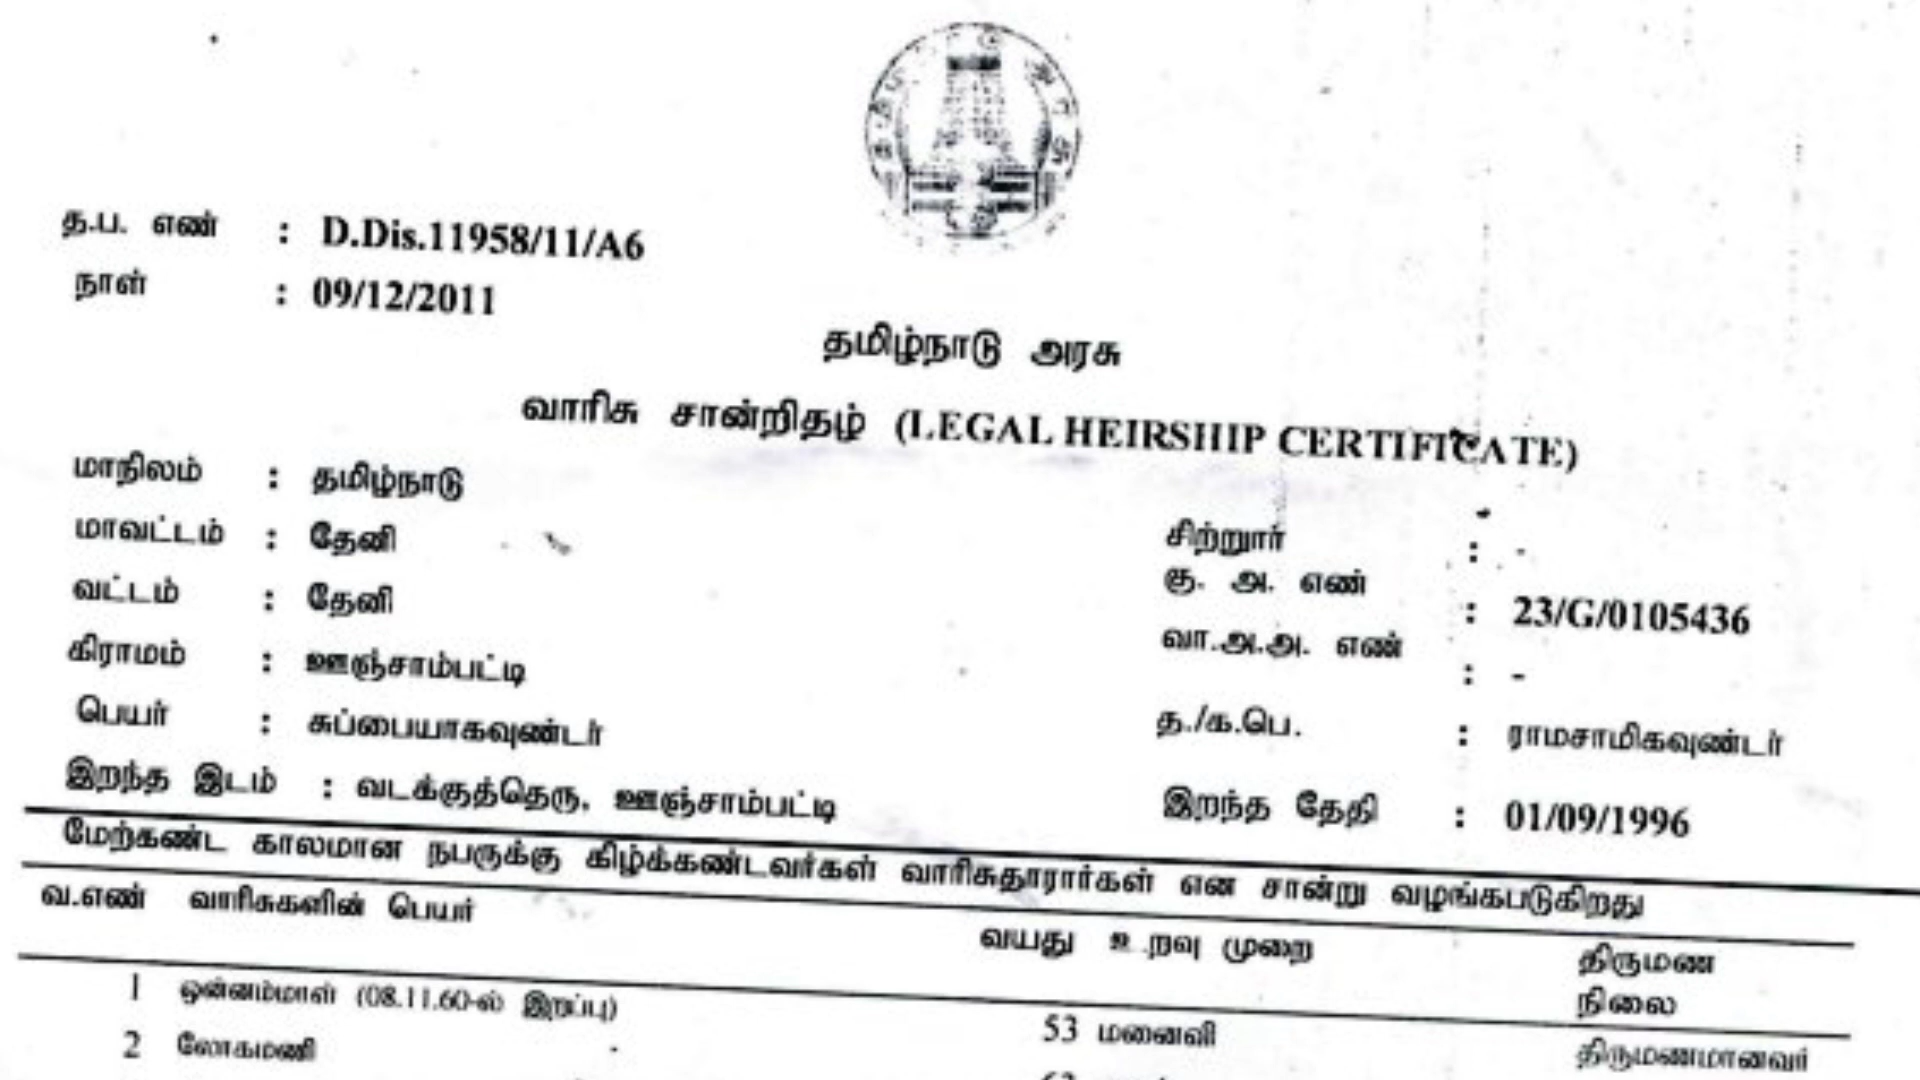 த.ப. எண் : D.Dis.11958/11/A6
நாள் : 09/12/2011
தமிழ்நாடு அரசு
வாரிசு சான்றிதழ் (LEGAL HEIRSHIP CERTIFICATE)
மாநிலம் : தமிழ்நாடு
மாவட்டம் : தேனி
சிற்றூர் : -
வட்டம் : தேனி
கு. அ. எண் : 23/G/0105436
கிராமம் : ஊஞ்சாம்பட்டி
வா.அ.அ. எண் : -
பெயர் : சுப்பையாகவுண்டர்
த./க.பெ. : ராமசாமிகவுண்டர்
இறந்த இடம் : வடக்குத்தெரு, ஊஞ்சாம்பட்டி
இறந்த தேதி : 01/09/1996
மேற்கண்ட காலமான நபருக்கு கிழ்க்கண்டவர்கள் வாரிசுதாரார்கள் என சான்று வழங்கபடுகிறது
வ.எண் வாரிசுகளின் பெயர் வயது உறவு முறை திருமண
நிலை
1 ஒன்னம்மாள் (08.11.60-ல் இறப்பு) 53 மனைவி திருமணமானவர்
2 லோகமணி